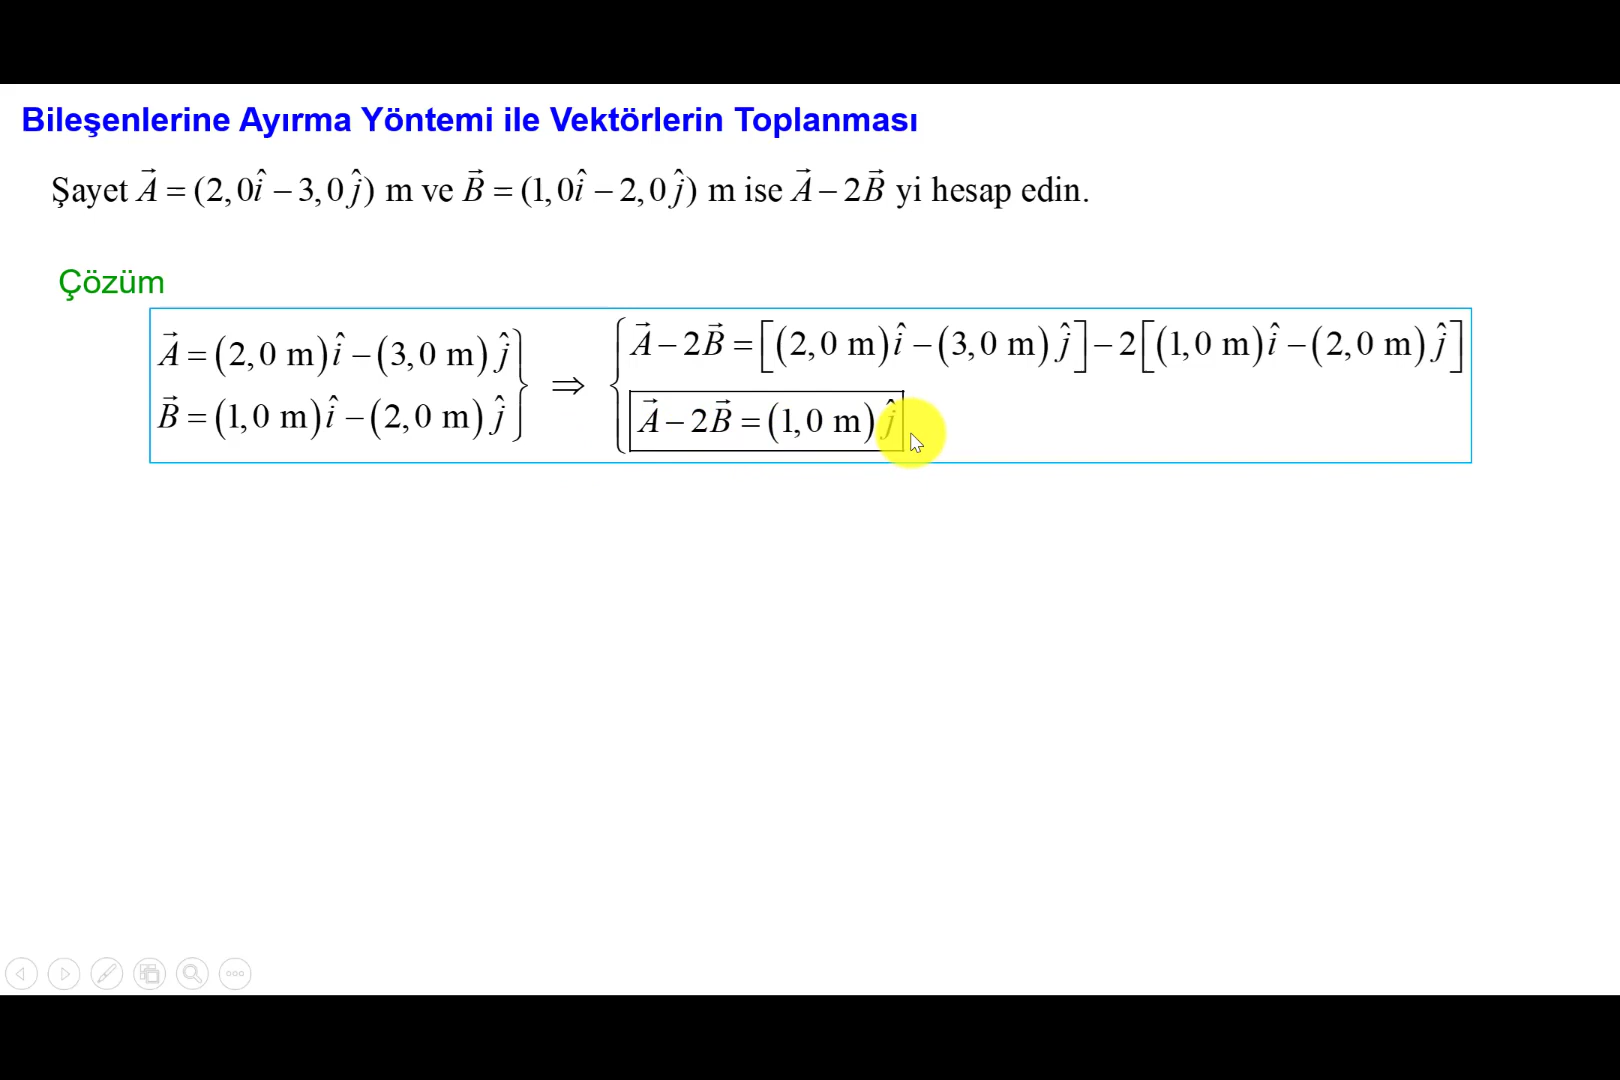 Bileşenlerine Ayırma Yöntemi ile Vektörlerin Toplanması
Şayet A⃗ = (2,0î − 3,0ĵ) m ve B⃗ = (1,0î − 2,0ĵ) m ise A⃗ − 2B⃗ yi hesap edin.
Çözüm
A⃗ = (2,0 m)î − (3,0 m)ĵ
B⃗ = (1,0 m)î − (2,0 m)ĵ
⇒
A⃗ − 2B⃗ = [(2,0 m)î − (3,0 m)ĵ] − 2[(1,0 m)î − (2,0 m)ĵ]
A⃗ − 2B⃗ = (1,0 m)ĵ